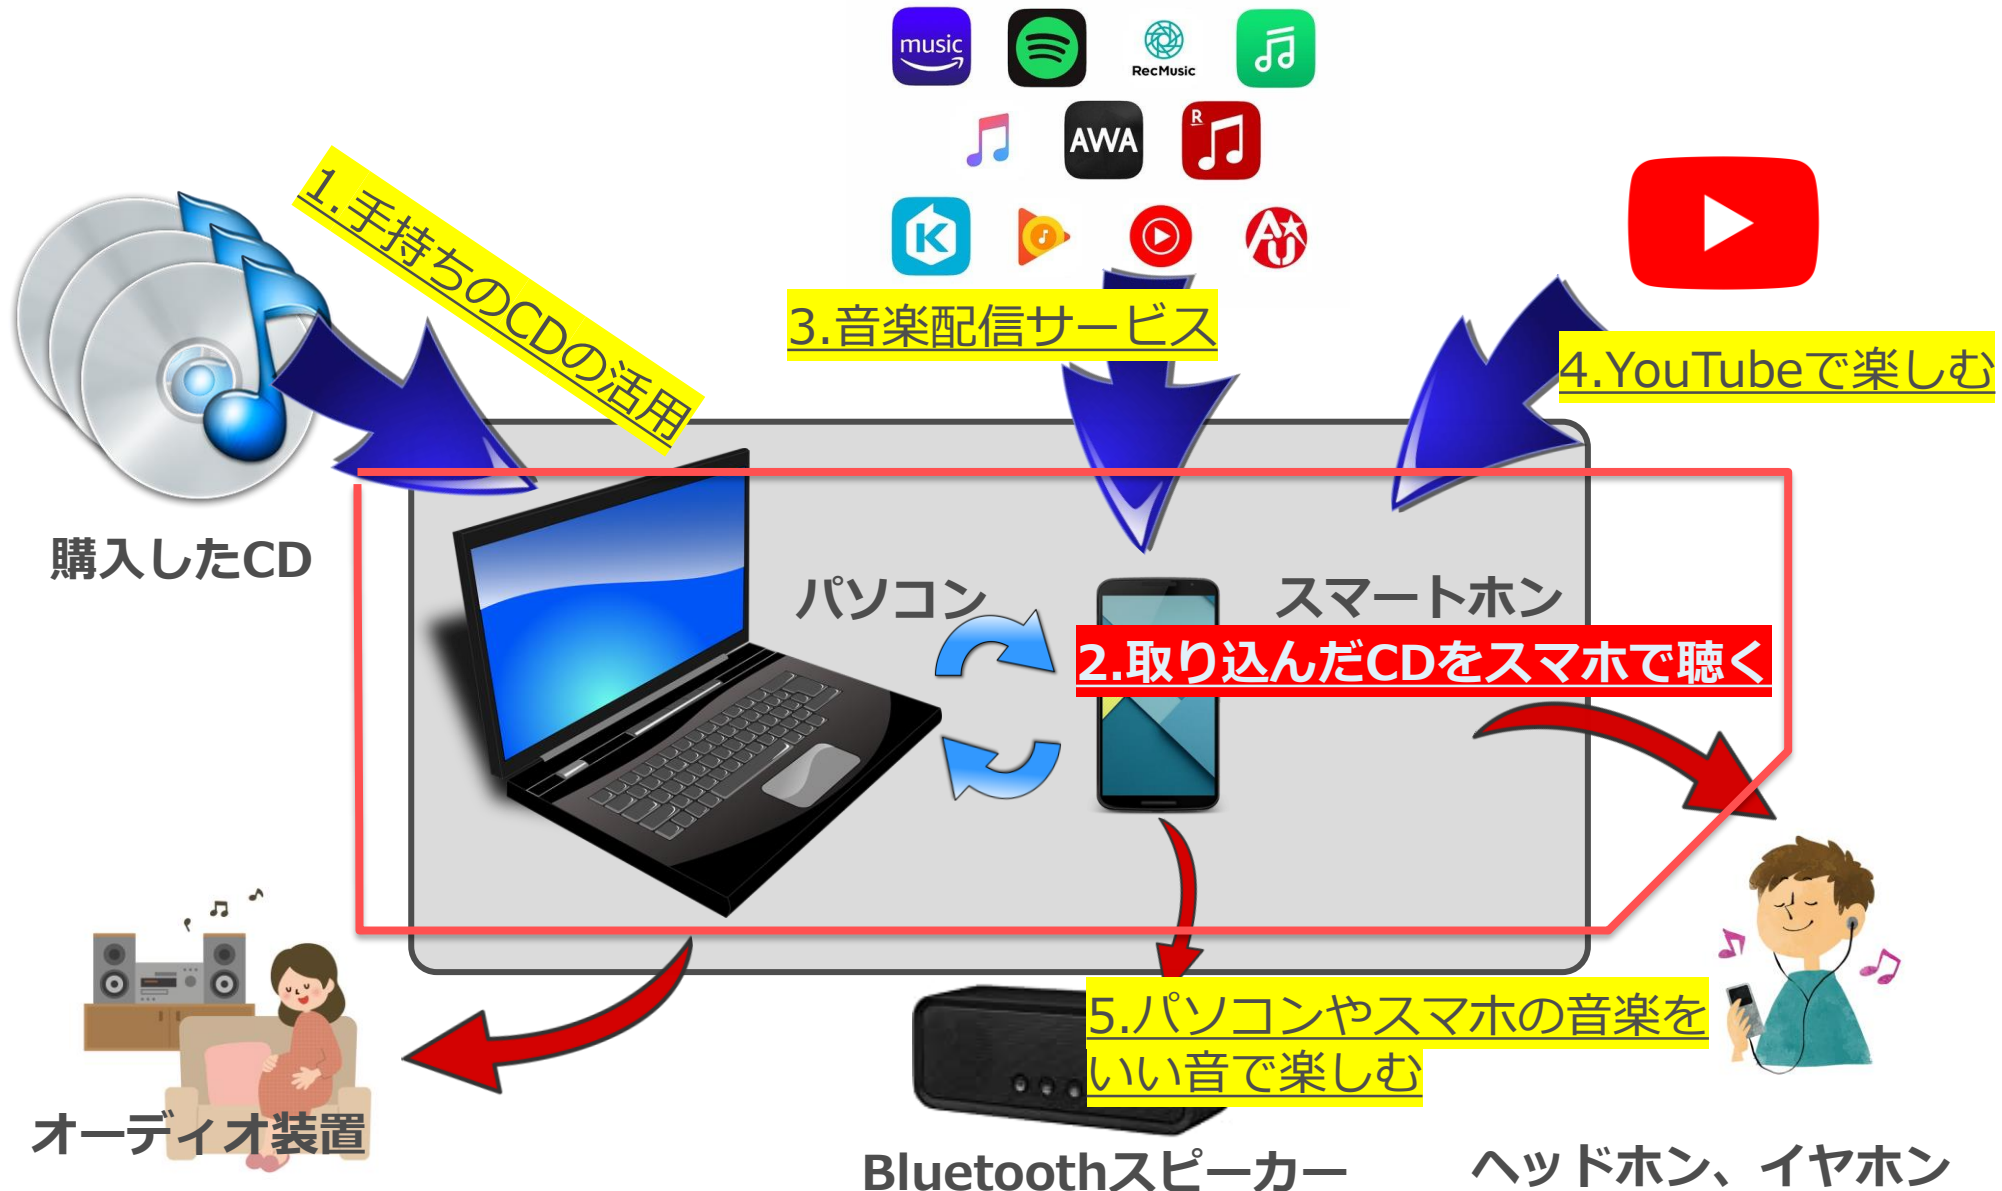 music
RecMusic
AWA
R
K
AU
1.手持ちのCDの活用
3.音楽配信サービス
4.YouTubeで楽しむ
購入したCD
パソコン
スマートホン
2.取り込んだCDをスマホで聴く
5.パソコンやスマホの音楽を
いい音で楽しむ
オーディオ装置
Bluetoothスピーカー
ヘッドホン、イヤホン